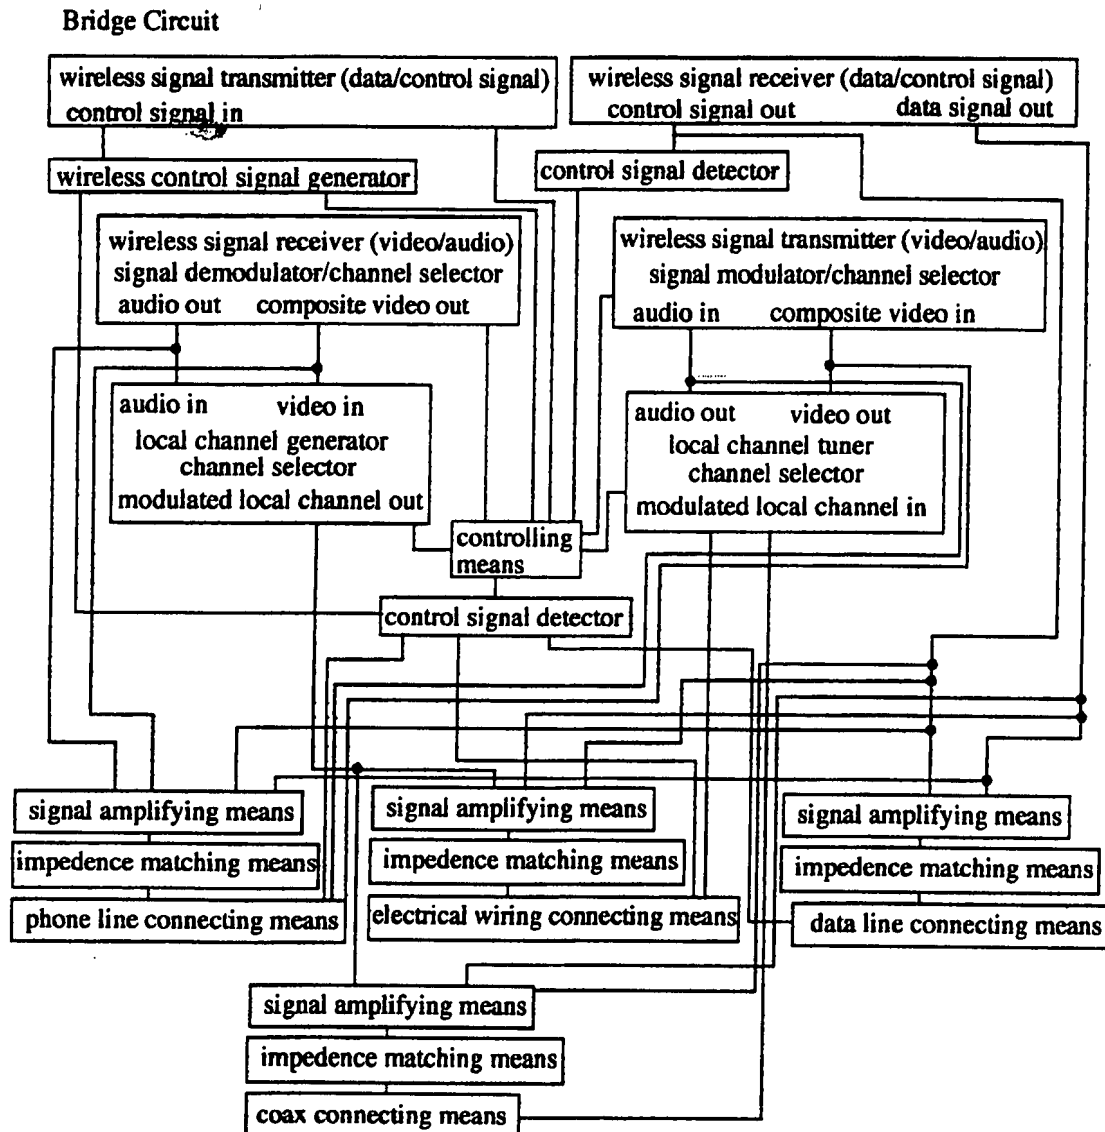 Bridge Circuit
wireless signal transmitter (data/control signal)
control signal in
wireless signal receiver (data/control signal)
control signal out data signal out
wireless control signal generator
control signal detector
wireless signal receiver (video/audio)
signal demodulator/channel selector
audio out composite video out
wireless signal transmitter (video/audio)
signal modulator/channel selector
audio in composite video in
audio in video in
local channel generator
channel selector
modulated local channel out
audio out video out
local channel tuner
channel selector
modulated local channel in
controlling
means
control signal detector
signal amplifying means
impedence matching means
phone line connecting means
signal amplifying means
impedence matching means
electrical wiring connecting means
signal amplifying means
impedence matching means
data line connecting means
signal amplifying means
impedence matching means
coax connecting means